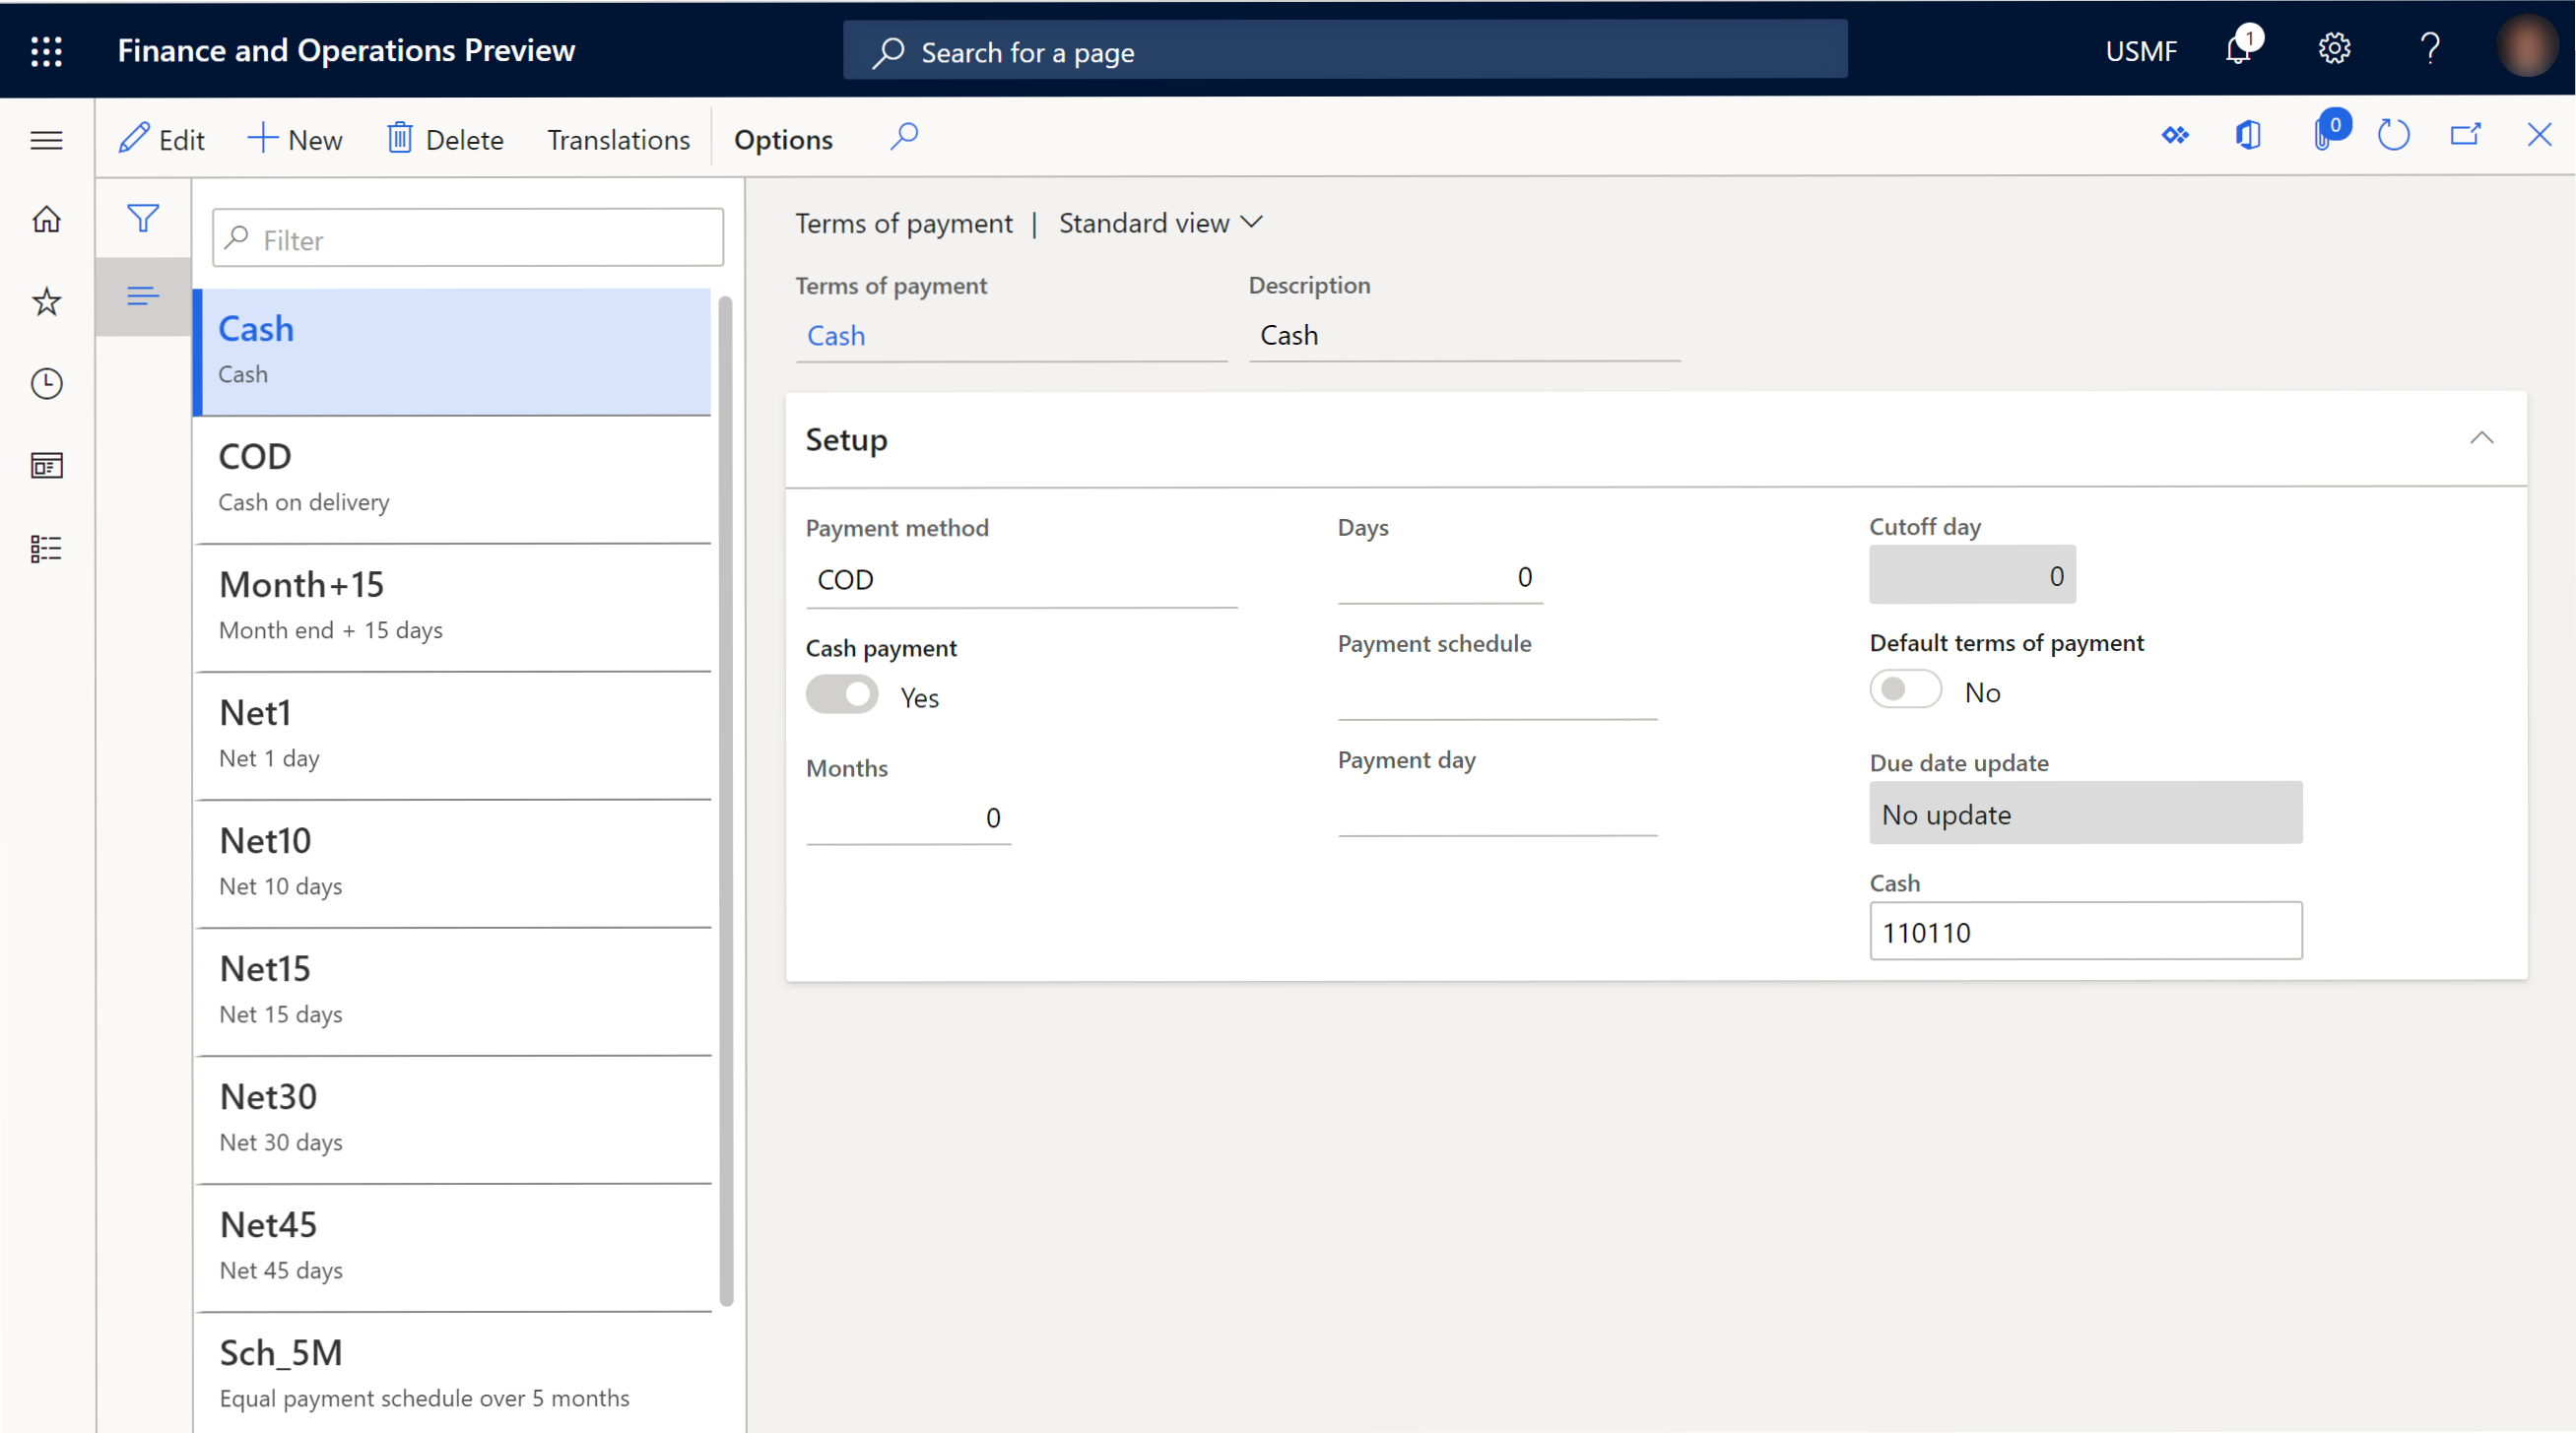 Finance and Operations Preview
Search for a page
USMF
1
Edit
New
Delete
Translations
Options
0
Filter
Cash
Cash
COD
Cash on delivery
Month+15
Month end + 15 days
Net1
Net 1 day
Net10
Net 10 days
Net15
Net 15 days
Net30
Net 30 days
Net45
Net 45 days
Sch_5M
Equal payment schedule over 5 months
Terms of payment | Standard view
Terms of payment
Cash
Description
Cash
Setup
Payment method
COD
Cash payment
Yes
Months
0
Days
0
Payment schedule
Payment day
Cutoff day
0
Default terms of payment
No
Due date update
No update
Cash
110110